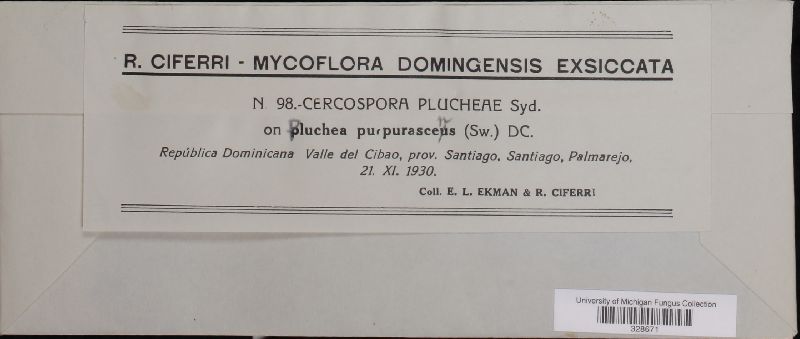 R. CIFERRI - MYCOFLORA DOMINGENSIS EXSICCATA
N 98.-CERCOSPORA PLUCHEAE Syd.
on Pluchea purpurascens (Sw.) DC.
República Dominicana Valle del Cibao, prov. Santiago, Santiago, Palmarejo,
21. XI. 1930.
Coll. E. L. EKMAN & R. CIFERRI
University of Michigan Fungus Collection
328671